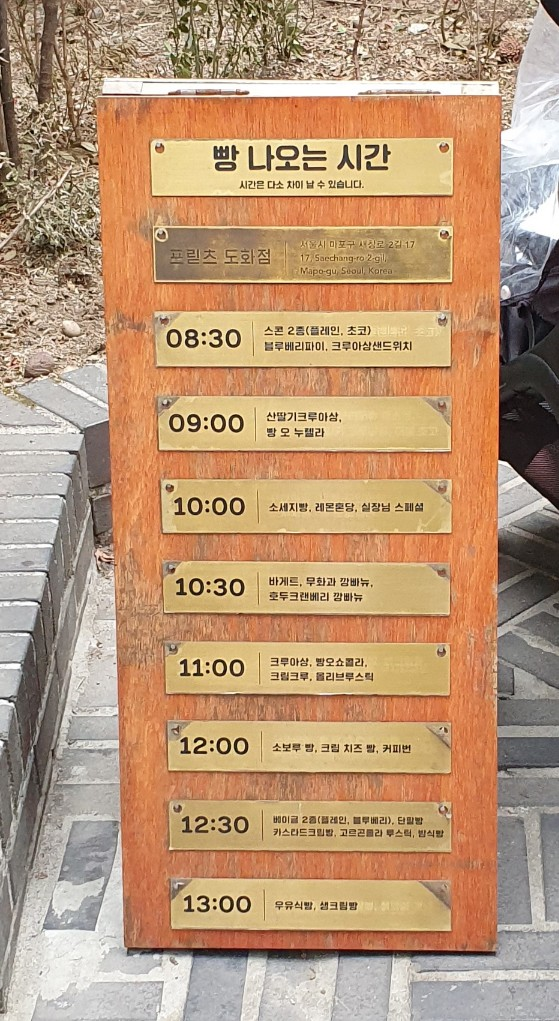 빵 나오는 시간
시간은 다소 차이 날 수 있습니다.
프릳츠 도화점
서울시 마포구 새창로 2길 17
17, Saechang-ro 2-gil,
Mapo-gu, Seoul, Korea
08:30
스콘 2종(플레인, 초코)
블루베리파이, 크루아상샌드위치
09:00
산딸기크루아상,
빵 오 누텔라
10:00
소세지빵, 레몬혼당, 실장님 스페셜
10:30
바게트, 무화과 깜빠뉴,
호두크랜베리 깜빠뉴
11:00
크루아상, 빵오쇼콜라,
크림크루, 올리브루스틱
12:00
소보루 빵, 크림 치즈 빵, 커피번
12:30
베이글 2종(플레인, 블루베리), 단팥빵
카스타드크림빵, 고르곤졸라 루스틱, 밤식빵
13:00
우유식빵, 생크림빵